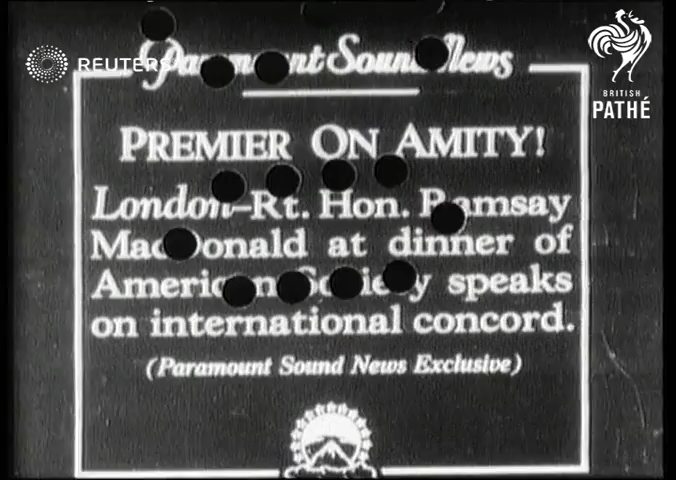 Paramount Sound News
REUTERS
BRITISH
PATHÉ
PREMIER ON AMITY!
London-Rt. Hon. Ramsay
MacDonald at dinner of
American Society speaks
on international concord.
(Paramount Sound News Exclusive)